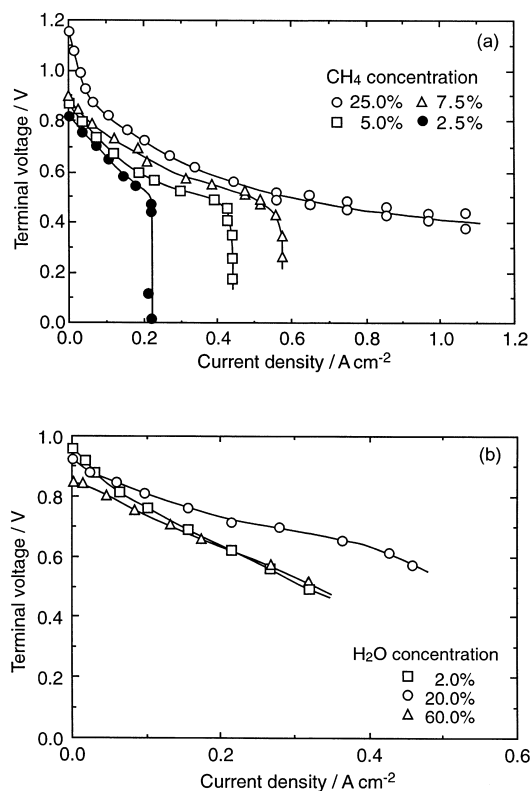 (a)
1.2
1.0
0.8
0.6
0.4
0.2
0.0
Terminal voltage / V
CH4 concentration
25.0% 7.5%
5.0% 2.5%
0.0 0.2 0.4 0.6 0.8 1.0 1.2
Current density / A cm-2
(b)
1.0
0.8
0.6
0.4
0.2
0.0
Terminal voltage / V
H2O concentration
2.0%
20.0%
60.0%
0.0 0.2 0.4 0.6
Current density / A cm-2